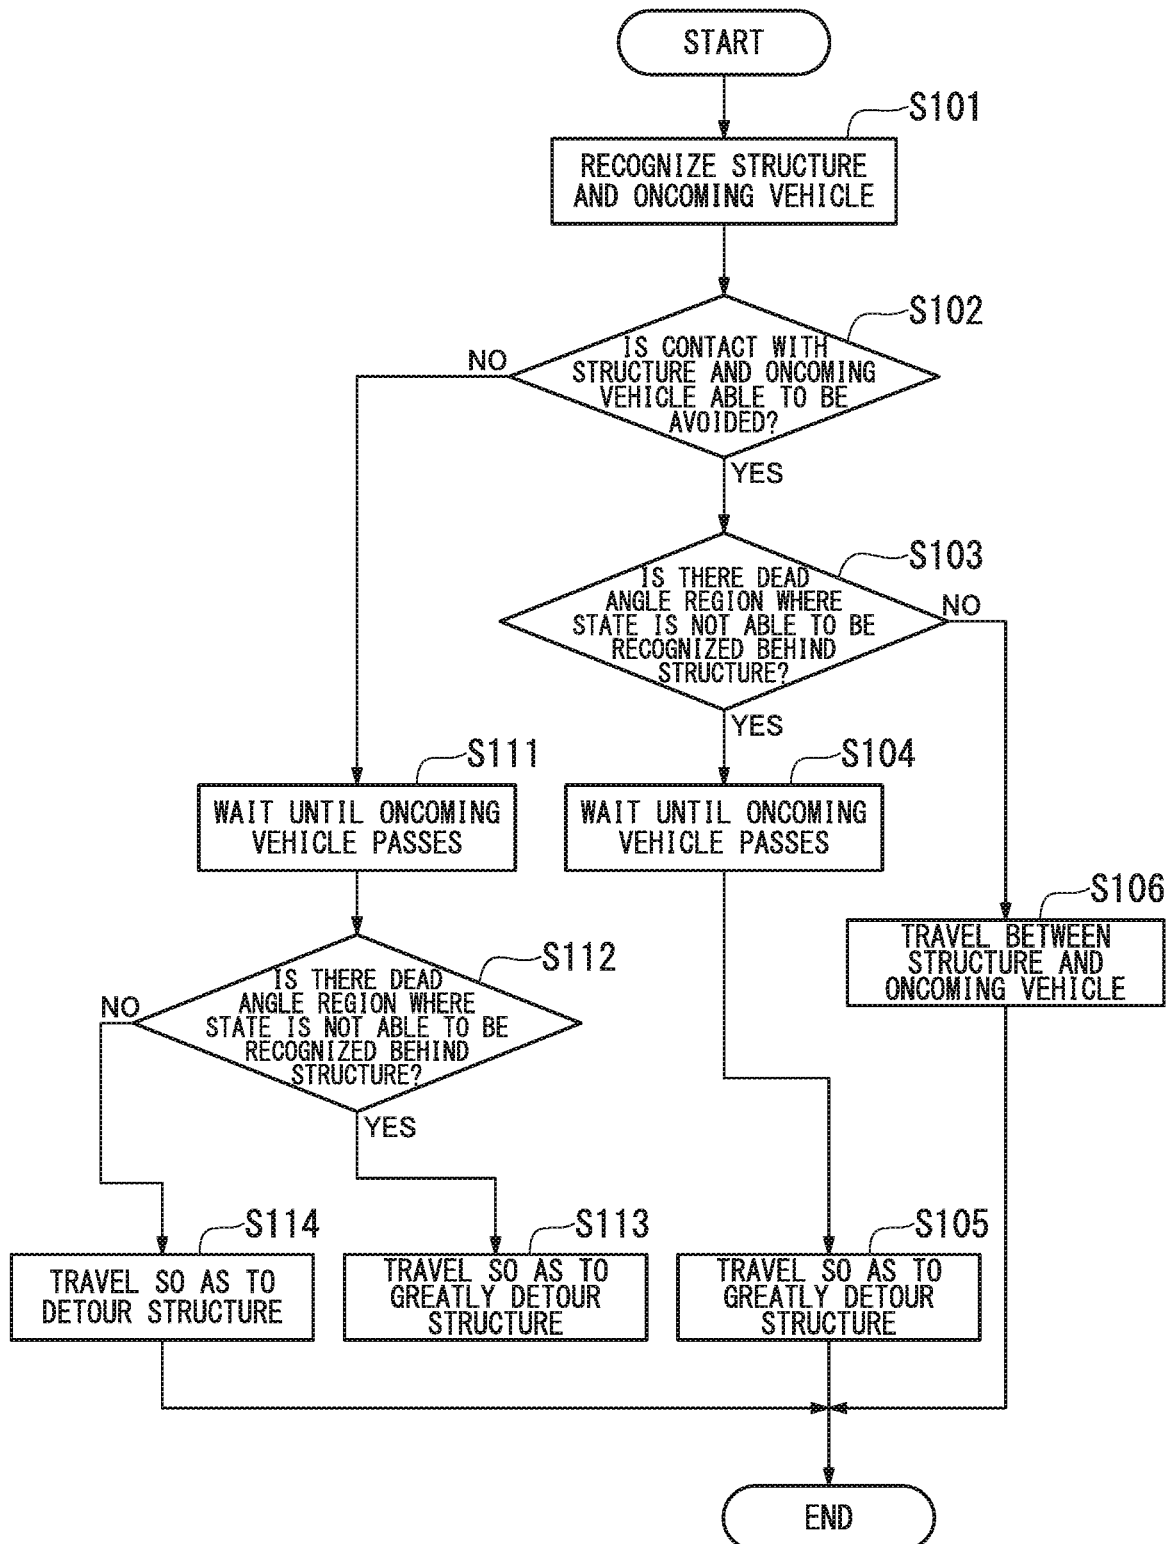 START
S101
RECOGNIZE STRUCTURE
AND ONCOMING VEHICLE
S102
IS CONTACT WITH
STRUCTURE AND ONCOMING
VEHICLE ABLE TO BE
AVOIDED?
NO
YES
S103
IS THERE DEAD
ANGLE REGION WHERE
STATE IS NOT ABLE TO BE
RECOGNIZED BEHIND
STRUCTURE?
NO
YES
S111
WAIT UNTIL ONCOMING
VEHICLE PASSES
S104
WAIT UNTIL ONCOMING
VEHICLE PASSES
S106
TRAVEL BETWEEN
STRUCTURE AND
ONCOMING VEHICLE
S112
IS THERE DEAD
ANGLE REGION WHERE
STATE IS NOT ABLE TO BE
RECOGNIZED BEHIND
STRUCTURE?
NO
YES
S114
TRAVEL SO AS TO
DETOUR STRUCTURE
S113
TRAVEL SO AS TO
GREATLY DETOUR
STRUCTURE
S105
TRAVEL SO AS TO
GREATLY DETOUR
STRUCTURE
END